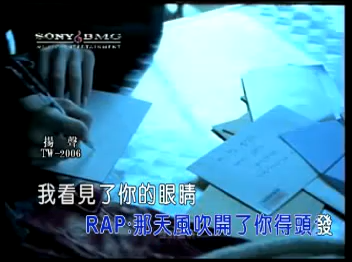 SONY BMG
MUSIC ENTERTAINMENT
揚聲
TW-2006
我看見了你的眼睛
RAP:那天風吹開了你得頭發